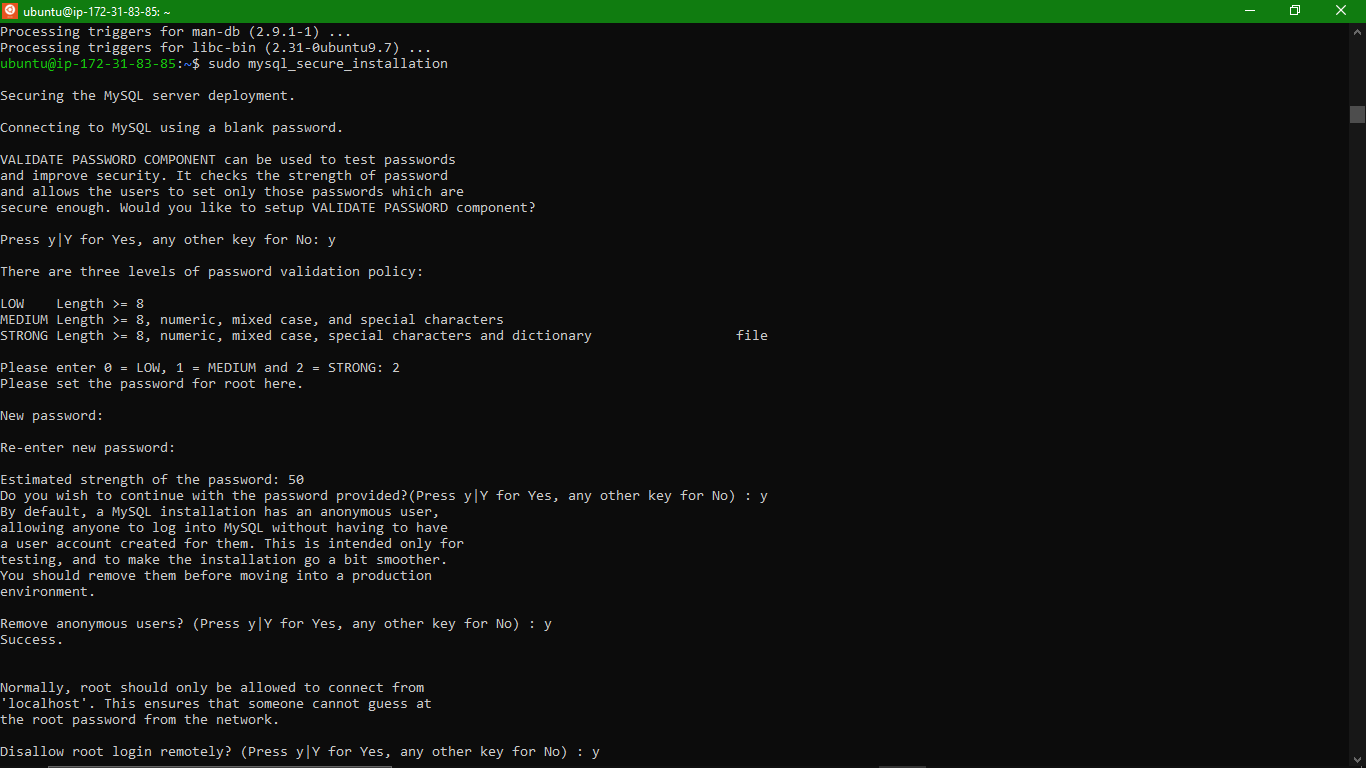 ubuntu@ip-172-31-83-85: ~
Processing triggers for man-db (2.9.1-1) ...
Processing triggers for libc-bin (2.31-0ubuntu9.7) ...
ubuntu@ip-172-31-83-85:~$ sudo mysql_secure_installation
Securing the MySQL server deployment.
Connecting to MySQL using a blank password.
VALIDATE PASSWORD COMPONENT can be used to test passwords
and improve security. It checks the strength of password
and allows the users to set only those passwords which are
secure enough. Would you like to setup VALIDATE PASSWORD component?
Press y|Y for Yes, any other key for No: y
There are three levels of password validation policy:
LOW    Length >= 8
MEDIUM Length >= 8, numeric, mixed case, and special characters
STRONG Length >= 8, numeric, mixed case, special characters and dictionary                  file
Please enter 0 = LOW, 1 = MEDIUM and 2 = STRONG: 2
Please set the password for root here.
New password:
Re-enter new password:
Estimated strength of the password: 50
Do you wish to continue with the password provided?(Press y|Y for Yes, any other key for No) : y
By default, a MySQL installation has an anonymous user,
allowing anyone to log into MySQL without having to have
a user account created for them. This is intended only for
testing, and to make the installation go a bit smoother.
You should remove them before moving into a production
environment.
Remove anonymous users? (Press y|Y for Yes, any other key for No) : y
Success.
Normally, root should only be allowed to connect from
'localhost'. This ensures that someone cannot guess at
the root password from the network.
Disallow root login remotely? (Press y|Y for Yes, any other key for No) : y